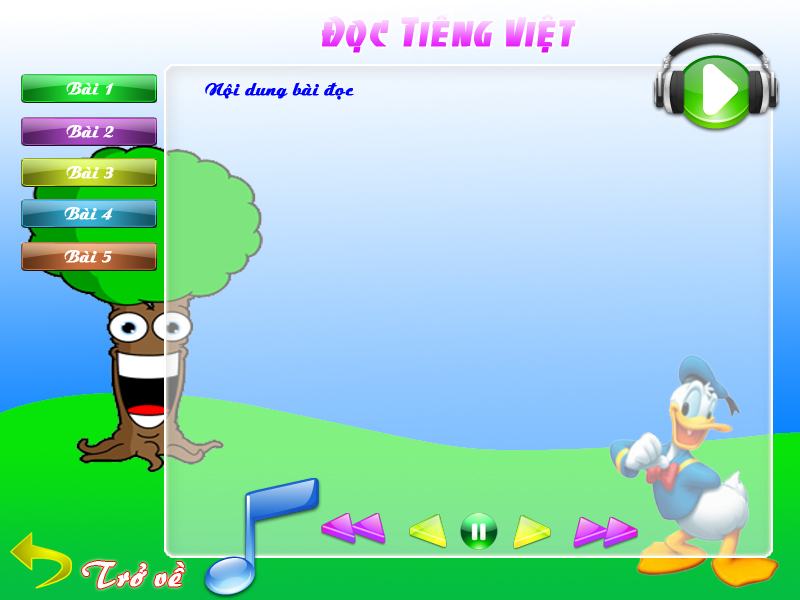 ĐỌC TIẾNG VIỆT
Bài 1
Nội dung bài đọc
Bài 2
Bài 3
Bài 4
Bài 5
Trở về